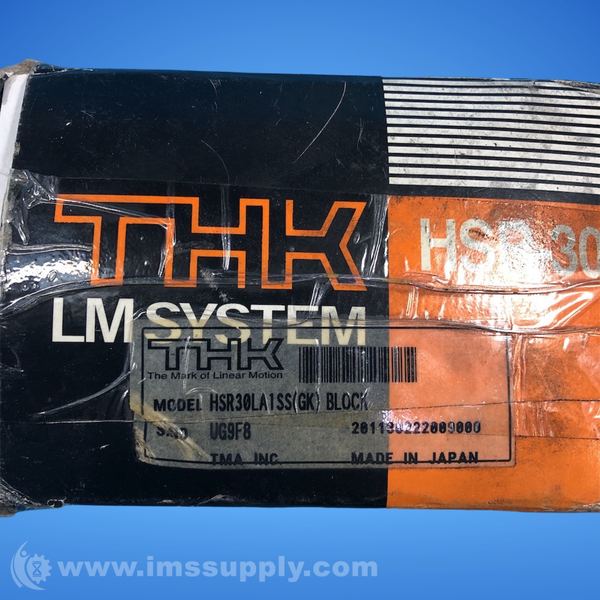 THK
HSR 30
LM SYSTEM
THK
The Mark of Linear Motion
MODEL HSR30LA1SS(GK) BLOCK
UG9F8
TMA INC MADE IN JAPAN
www.imssupply.com